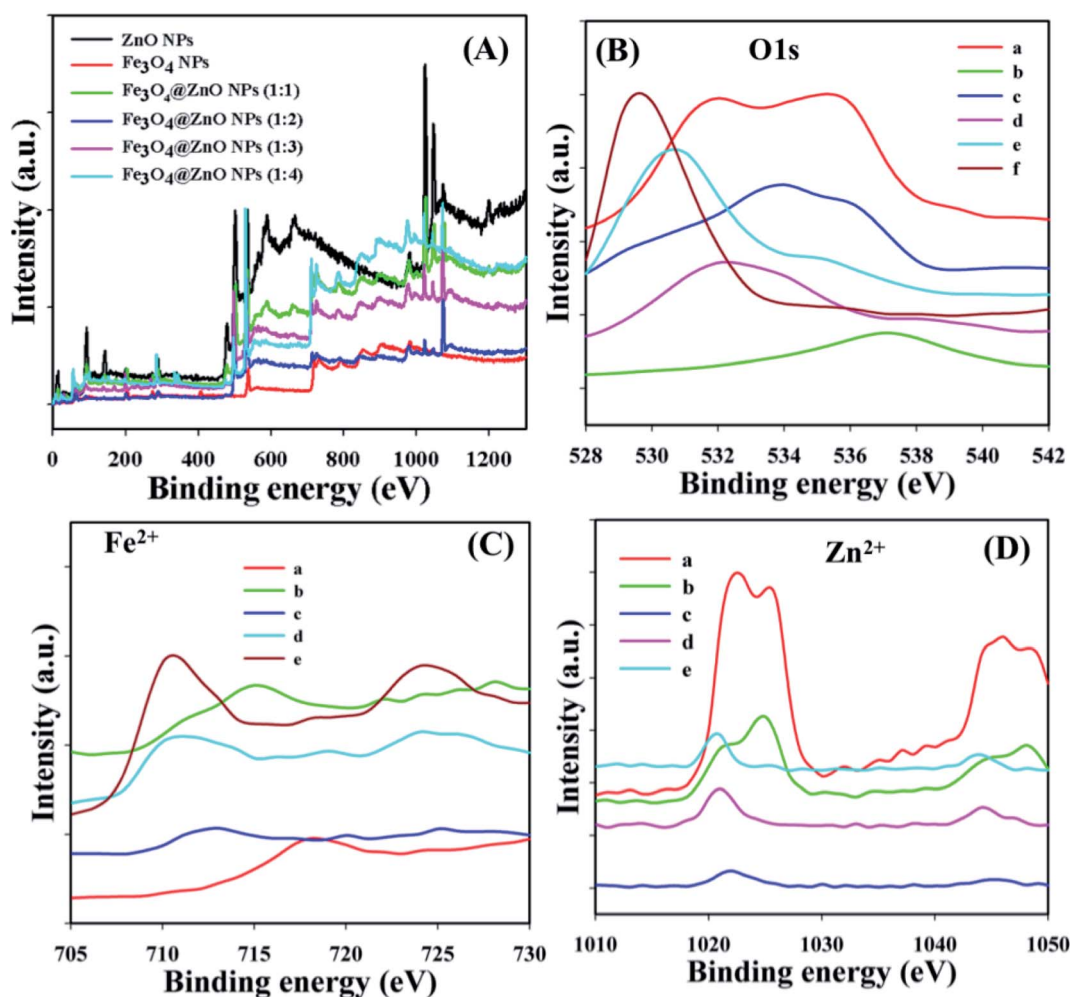 (A)
ZnO NPs
Fe₃O₄ NPs
Fe₃O₄@ZnO NPs (1:1)
Fe₃O₄@ZnO NPs (1:2)
Fe₃O₄@ZnO NPs (1:3)
Fe₃O₄@ZnO NPs (1:4)
Intensity (a.u.)
0 200 400 600 800 1000 1200
Binding energy (eV)
(B) O1s
a
b
c
d
e
f
Intensity (a.u.)
528 530 532 534 536 538 540 542
Binding energy (eV)
Fe²⁺ (C)
a
b
c
d
e
Intensity (a.u.)
705 710 715 720 725 730
Binding energy (eV)
Zn²⁺ (D)
a
b
c
d
e
Intensity (a.u.)
1010 1020 1030 1040 1050
Binding energy (eV)